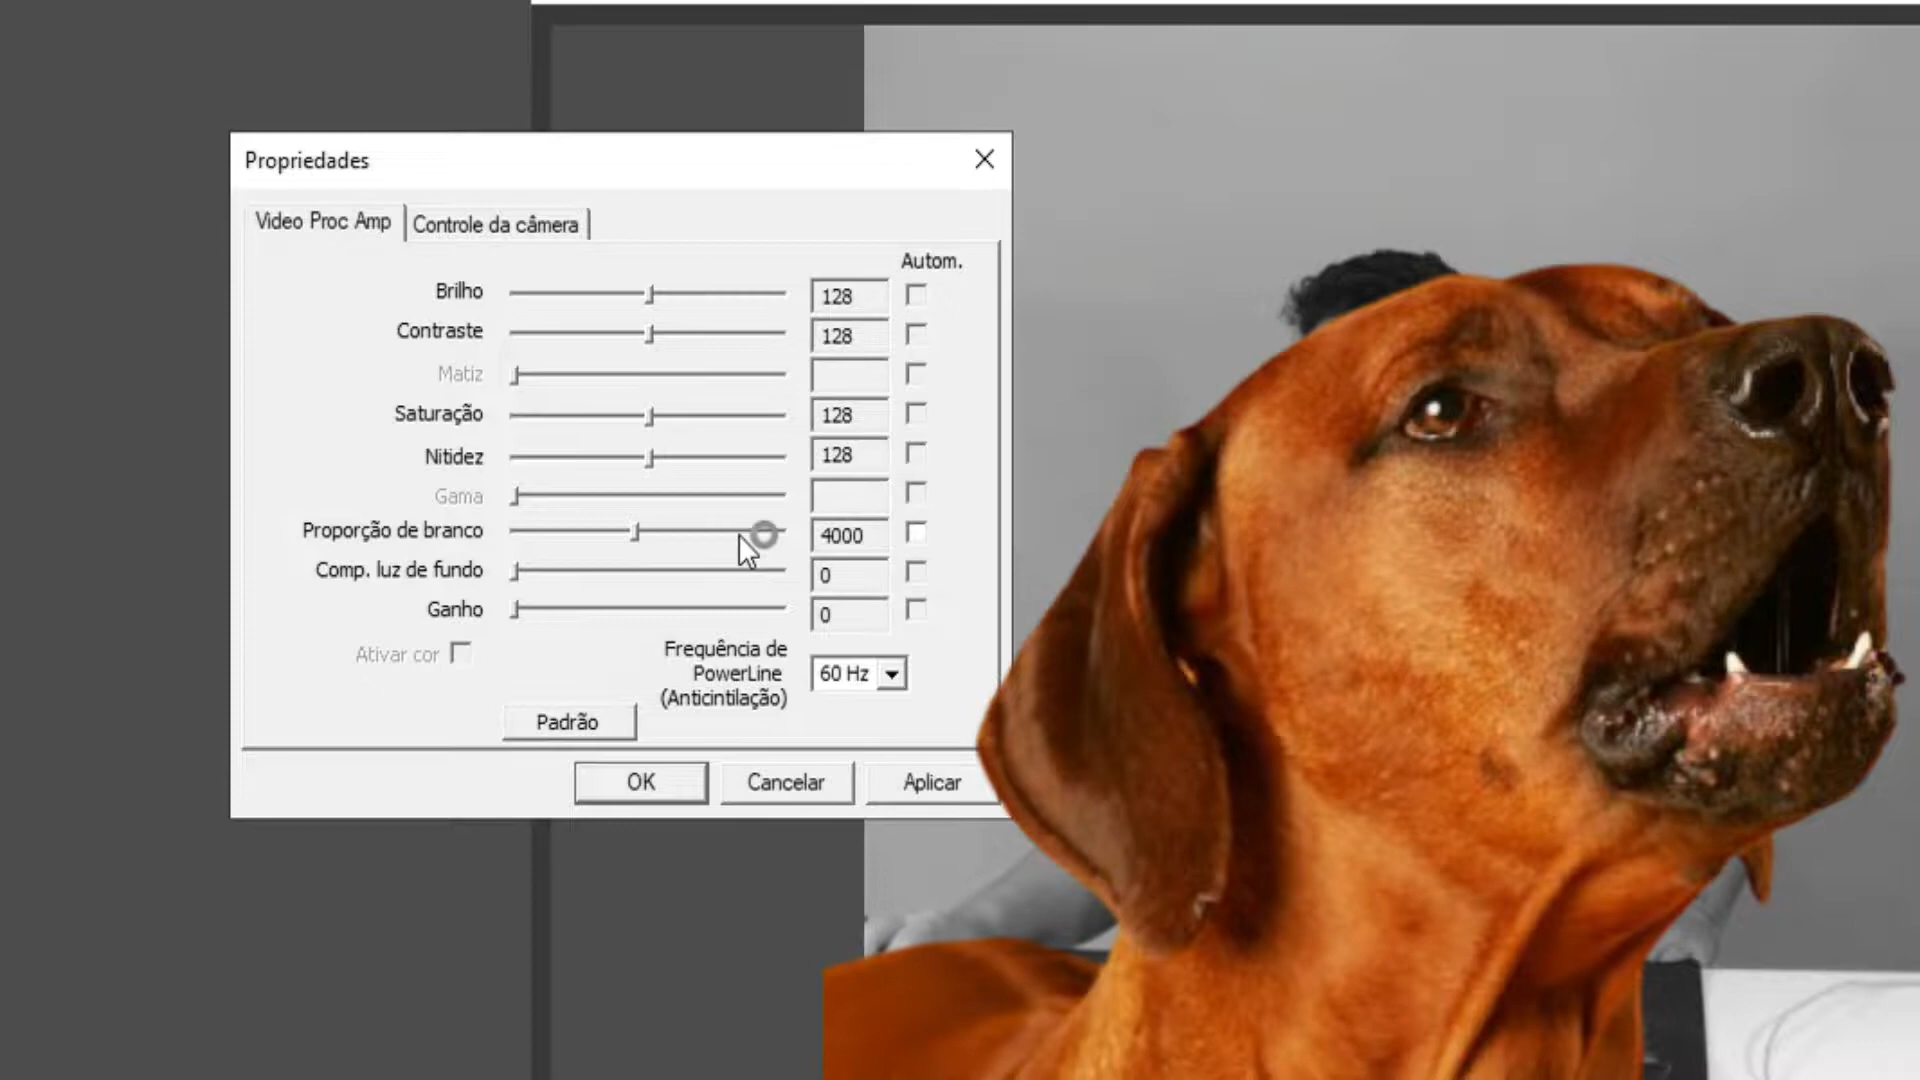 Propriedades
Video Proc Amp
Controle da câmera
Autom.
Brilho 128
Contraste 128
Matiz
Saturação 128
Nitidez 128
Gama
Proporção de branco 4000
Comp. luz de fundo 0
Ganho 0
Ativar cor
Frequência de
PowerLine
(Anticintilação)
60 Hz
Padrão
OK Cancelar Aplicar